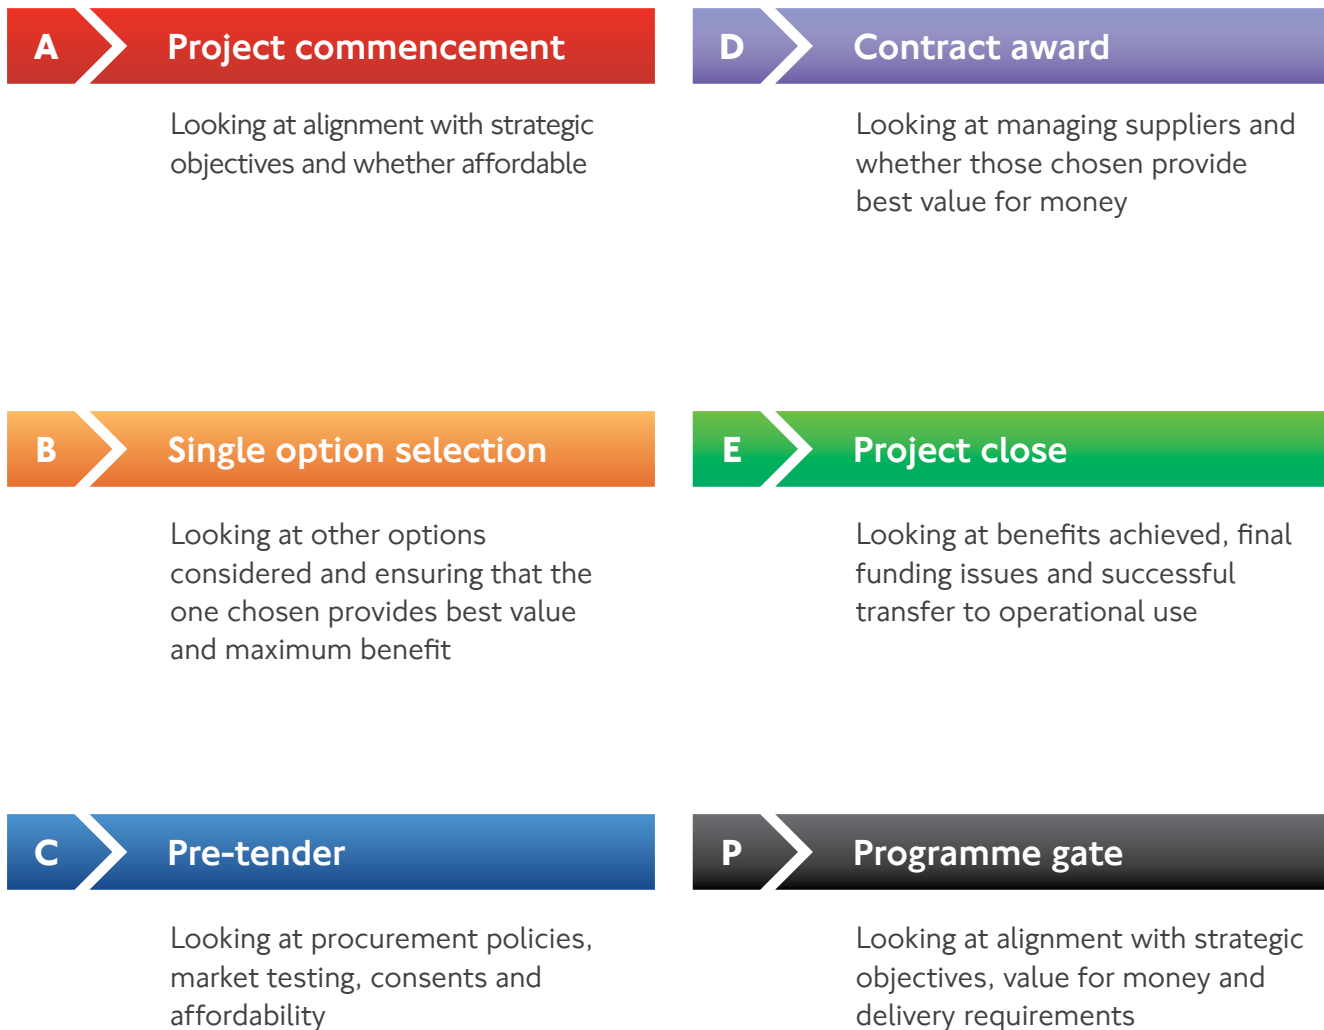 A
Project commencement
Looking at alignment with strategic
objectives and whether affordable
B
Single option selection
Looking at other options
considered and ensuring that the
one chosen provides best value
and maximum benefit
C
Pre-tender
Looking at procurement policies,
market testing, consents and
affordability
D
Contract award
Looking at managing suppliers and
whether those chosen provide
best value for money
E
Project close
Looking at benefits achieved, final
funding issues and successful
transfer to operational use
P
Programme gate
Looking at alignment with strategic
objectives, value for money and
delivery requirements